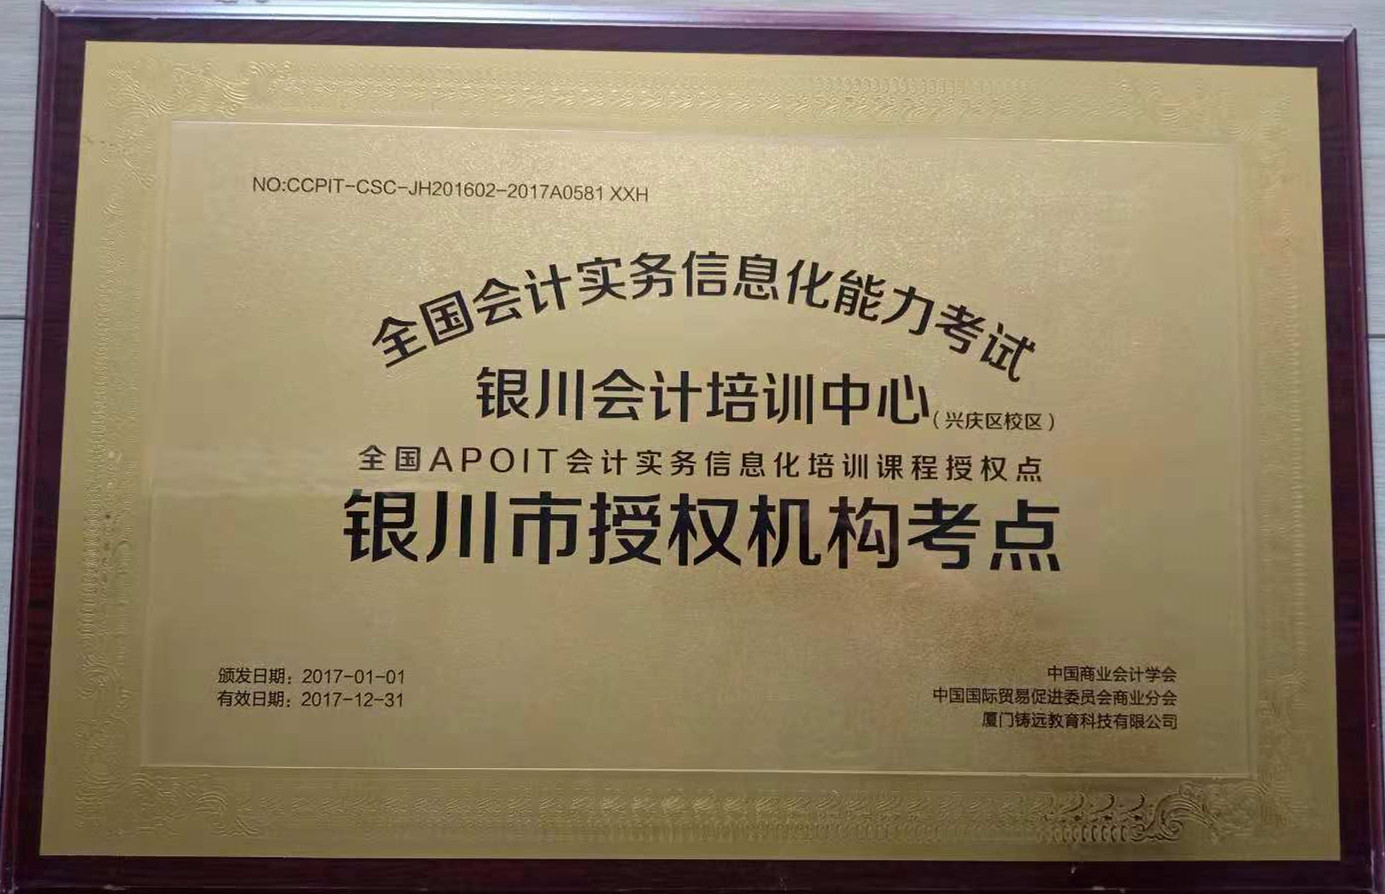 NO:CCPIT-CSC-JH201602-2017A0581 XXH
全国会计实务信息化能力考试
银川会计培训中心(兴庆区校区)
全国APOIT会计实务信息化培训课程授权点
银川市授权机构考点
颁发日期：2017-01-01
有效日期：2017-12-31
中国商业会计学会
中国国际贸易促进委员会商业分会
厦门铸远教育科技有限公司